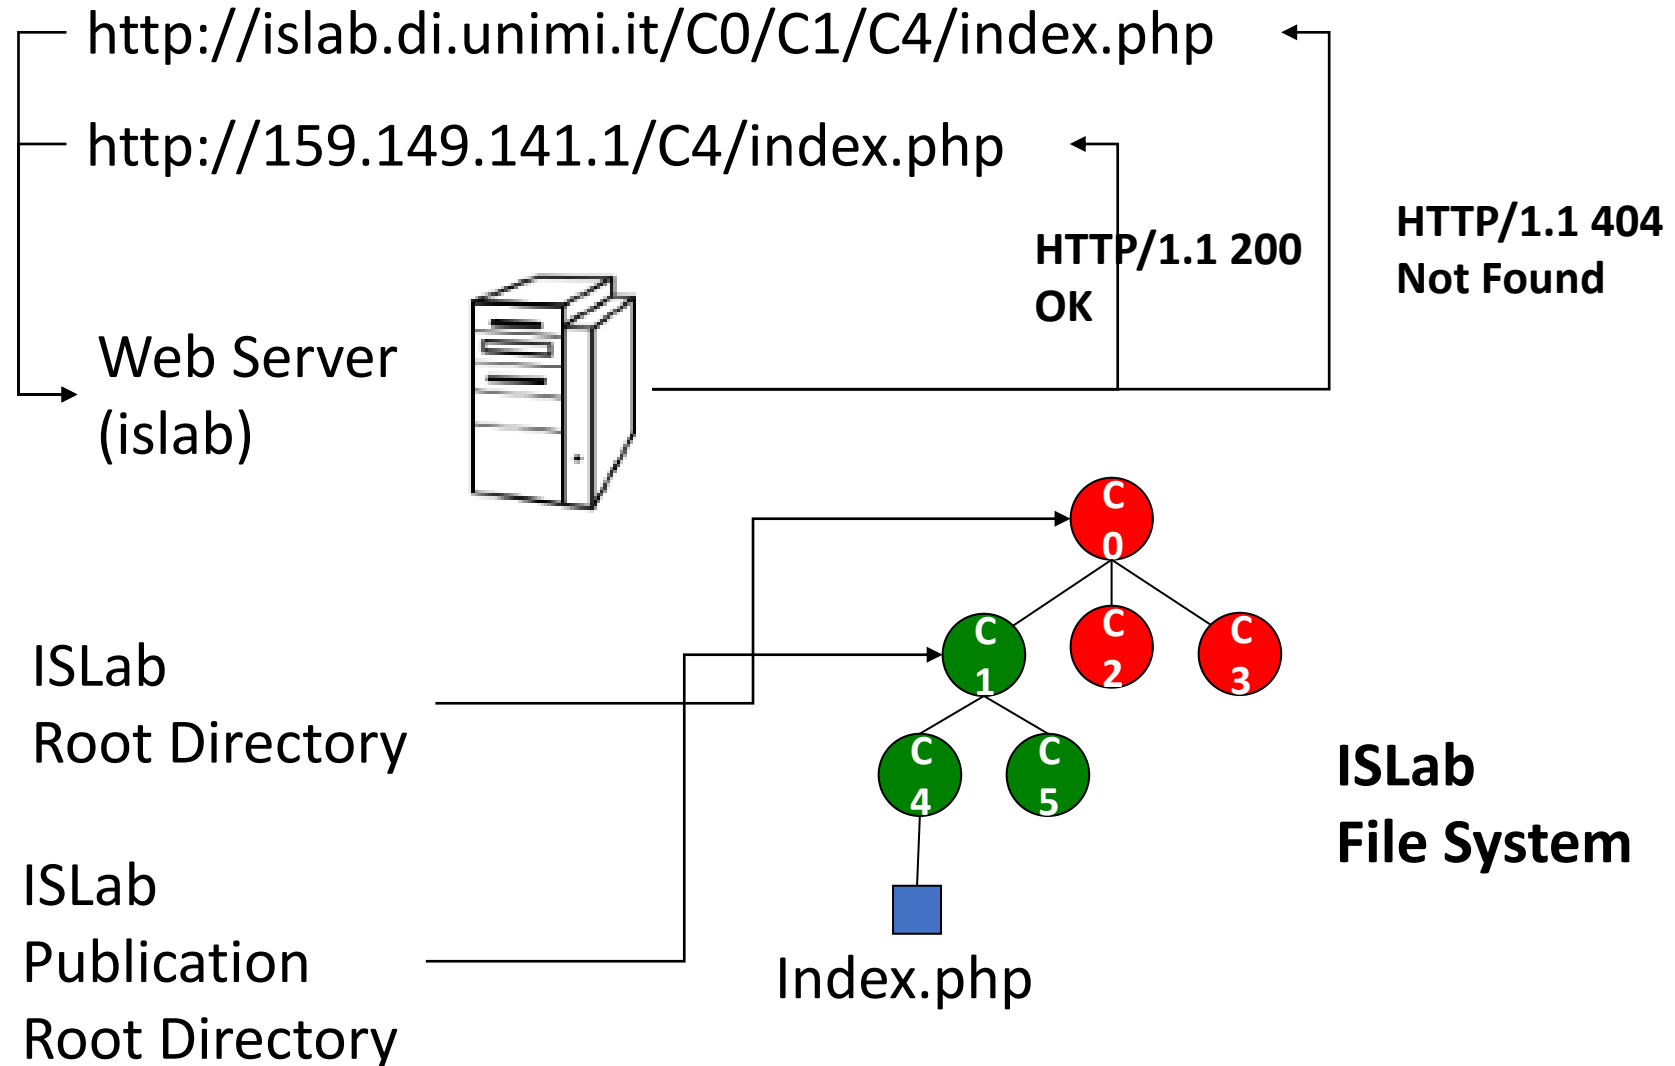 http://islab.di.unimi.it/C0/C1/C4/index.php
http://159.149.141.1/C4/index.php
HTTP/1.1 200
OK
HTTP/1.1 404
Not Found
Web Server
(islab)
C
0
C
1
C
2
C
3
C
4
C
5
ISLab
Root Directory
ISLab
File System
ISLab
Publication
Root Directory
Index.php